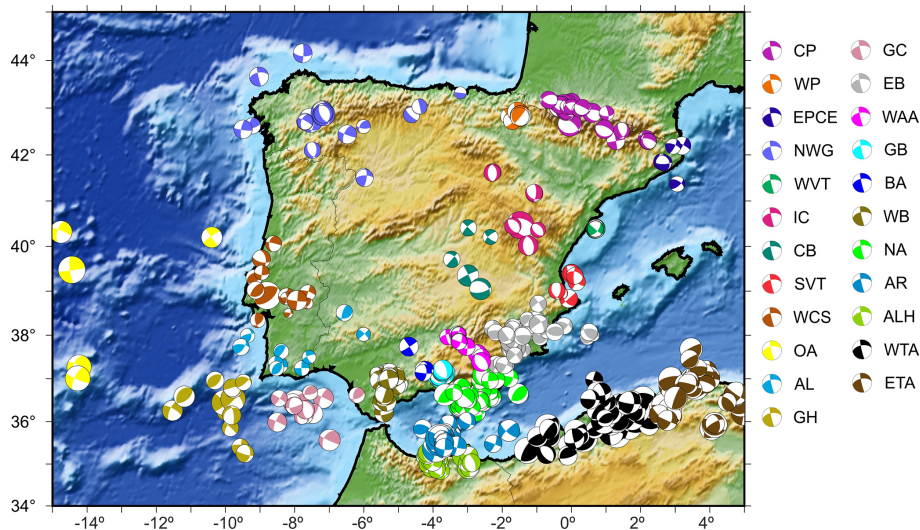 44°
42°
40°
38°
36°
34°
-14° -12° -10° -8° -6° -4° -2° 0° 2° 4°
CP GC
WP EB
EPCE WAA
NWG GB
WVT BA
IC WB
CB NA
SVT AR
WCS ALH
OA WTA
AL ETA
GH